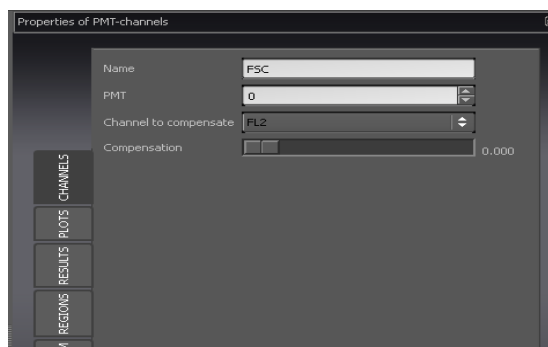 Properties of PMT-channels
Name FSC
PMT 0
Channel to compensate FL2
Compensation 0.000
CHANNELS
PLOTS
RESULTS
REGIONS